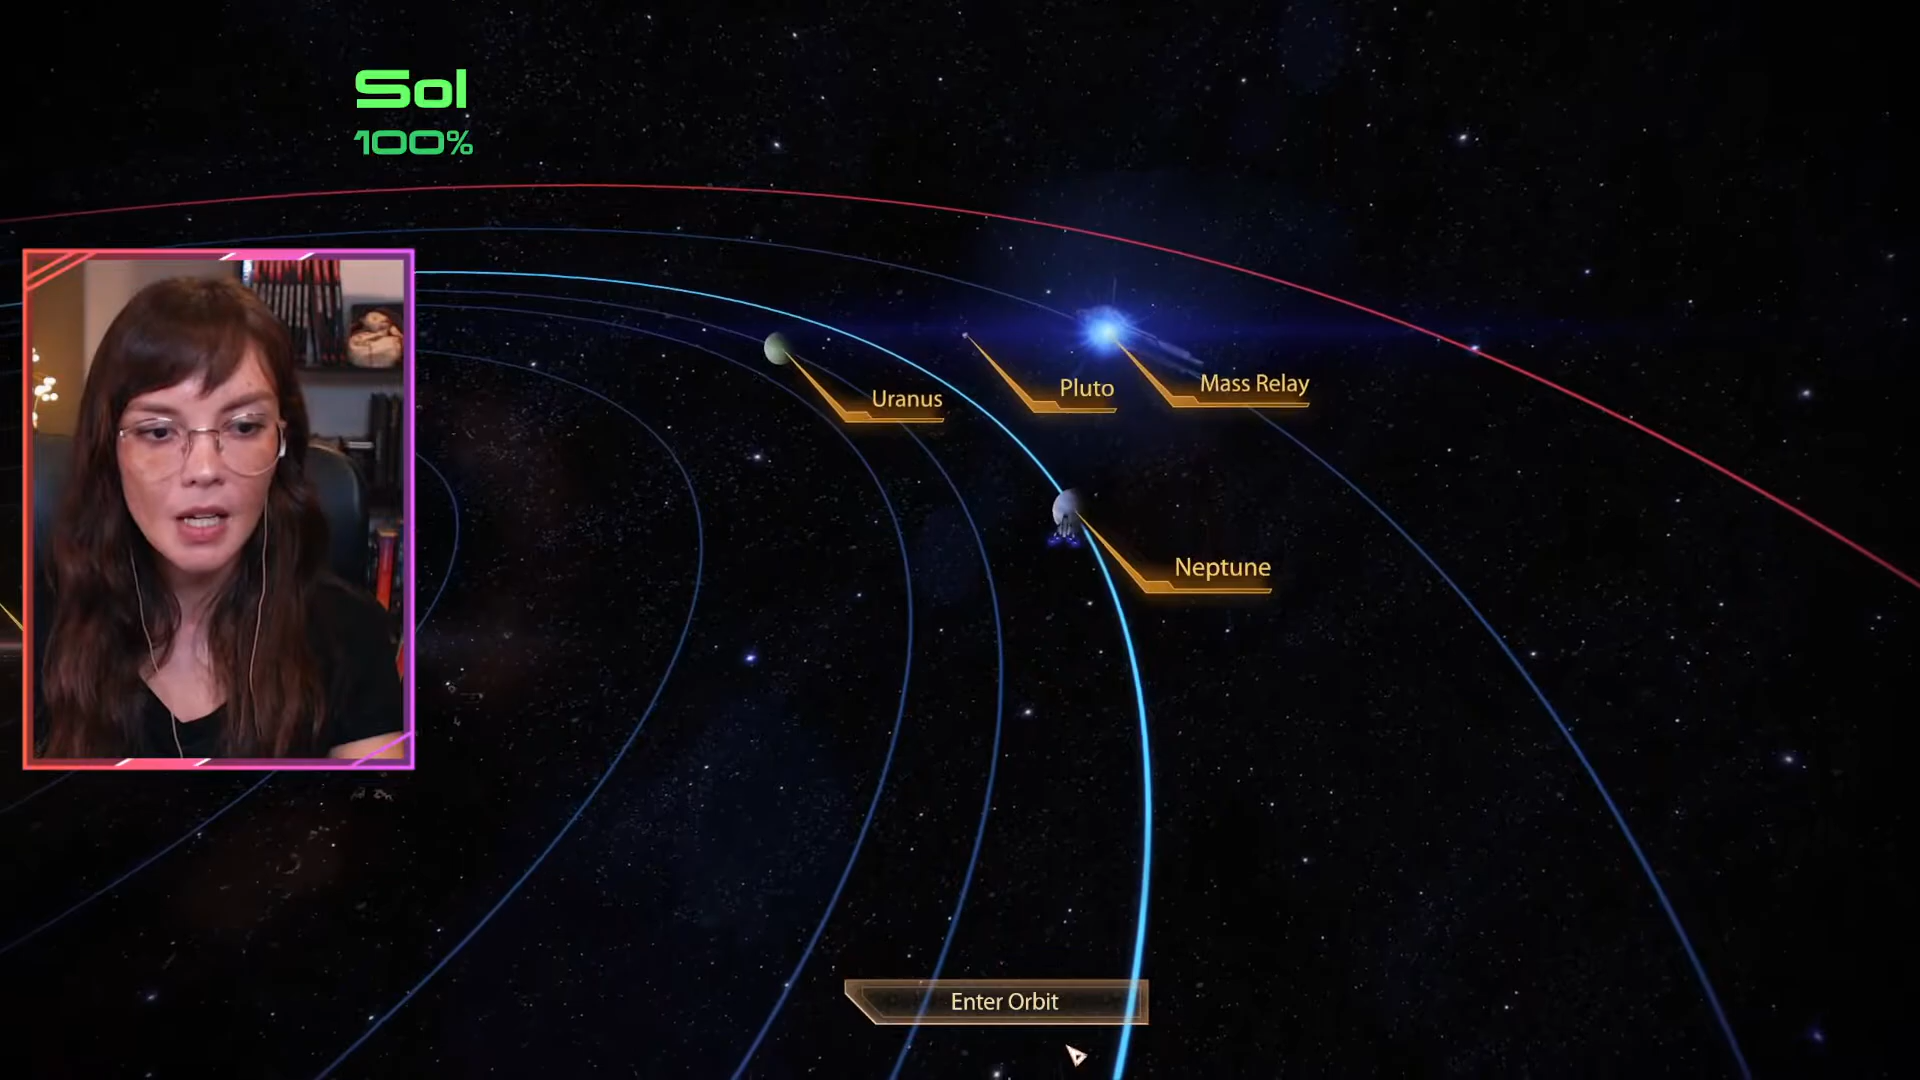 Sol
100%
Mass Relay
Pluto
Uranus
Neptune
Enter Orbit